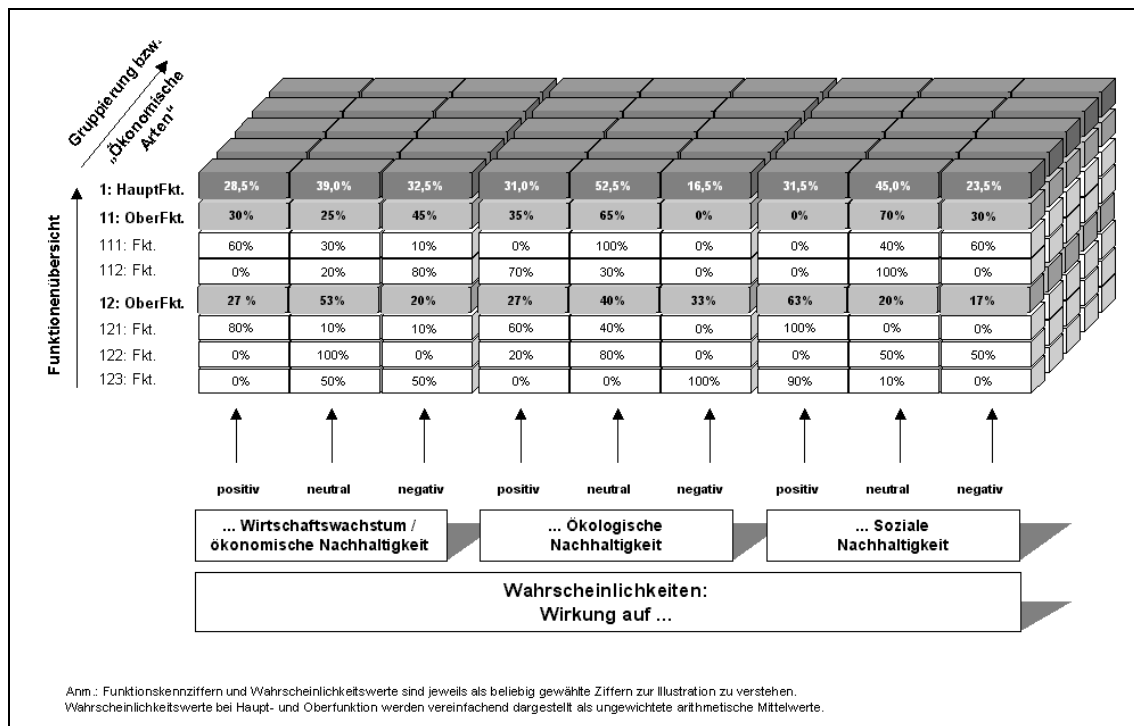 Gruppierung bzw.
„Ökonomische
Arten“
Funktionenübersicht
1: HauptFkt. 28,5% 39,0% 32,5% 31,0% 52,5% 16,5% 31,5% 45,0% 23,5%
11: OberFkt. 30% 25% 45% 35% 65% 0% 0% 70% 30%
111: Fkt. 60% 30% 10% 0% 100% 0% 0% 40% 60%
112: Fkt. 0% 20% 80% 70% 30% 0% 0% 100% 0%
12: OberFkt. 27 % 53% 20% 27% 40% 33% 63% 20% 17%
121: Fkt. 80% 10% 10% 60% 40% 0% 100% 0% 0%
122: Fkt. 0% 100% 0% 20% 80% 0% 0% 50% 50%
123: Fkt. 0% 50% 50% 0% 0% 100% 90% 10% 0%
positiv neutral negativ positiv neutral negativ positiv neutral negativ
... Wirtschaftswachstum /
ökonomische Nachhaltigkeit
... Ökologische
Nachhaltigkeit
... Soziale
Nachhaltigkeit
Wahrscheinlichkeiten:
Wirkung auf ...
Anm.: Funktionskennziffern und Wahrscheinlichkeitswerte sind jeweils als beliebig gewählte Ziffern zur Illustration zu verstehen.
Wahrscheinlichkeitswerte bei Haupt- und Oberfunktion werden vereinfachend dargestellt als ungewichtete arithmetische Mittelwerte.